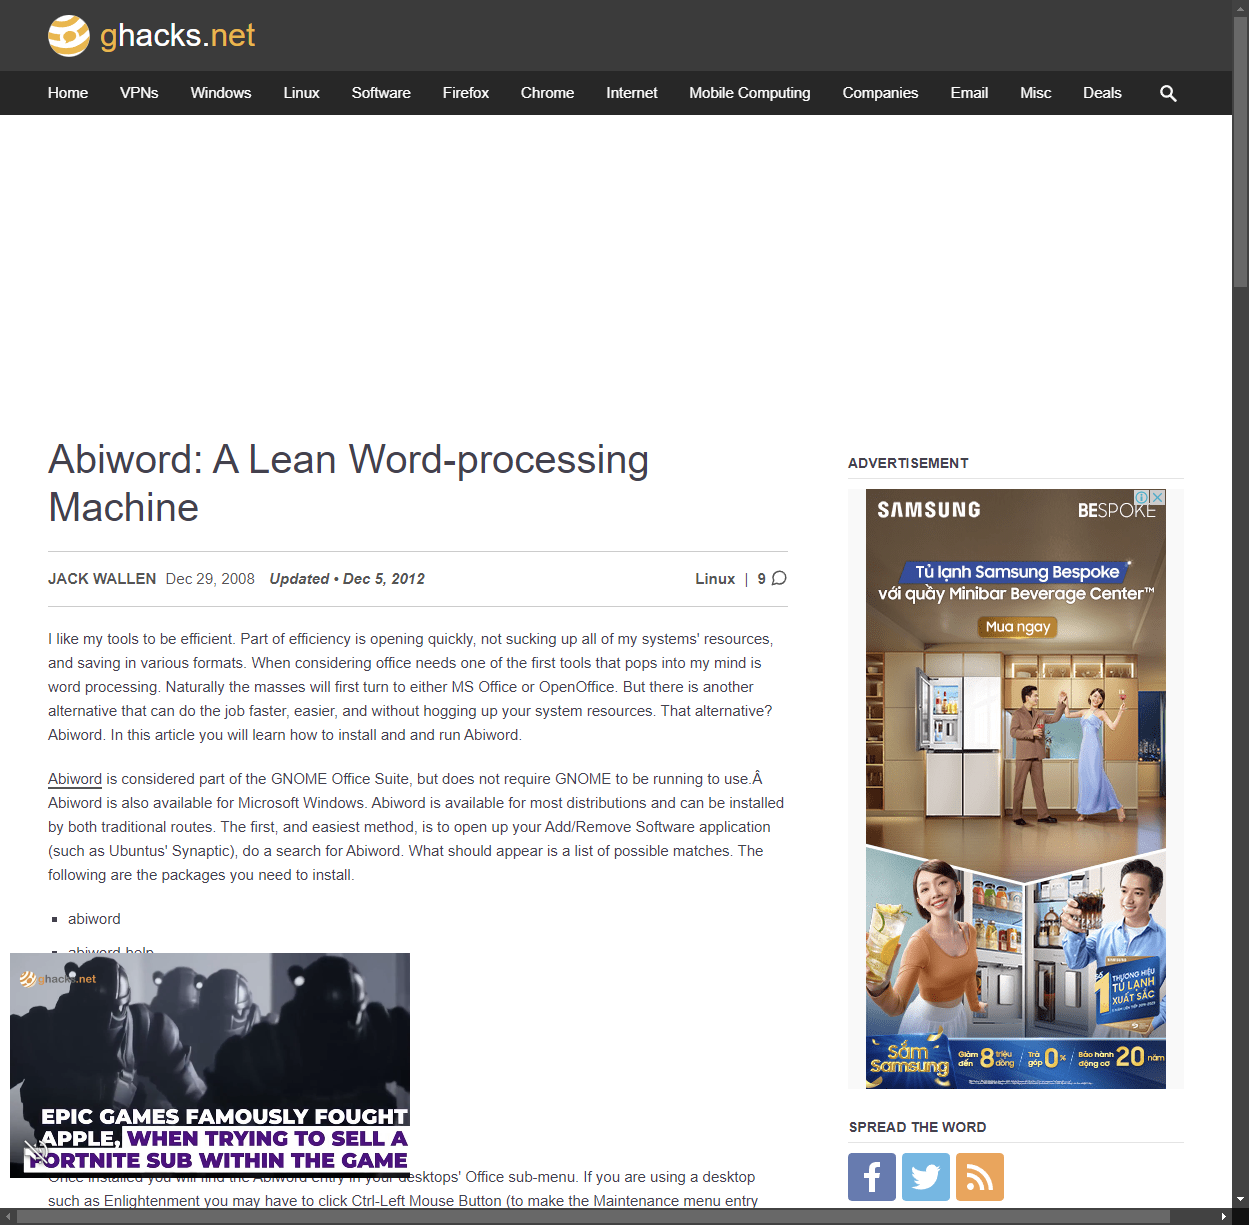 ghacks.net
Home VPNs Windows Linux Software Firefox Chrome Internet Mobile Computing Companies Email Misc Deals
Abiword: A Lean Word-processing
Machine
JACK WALLEN Dec 29, 2008 Updated • Dec 5, 2012 Linux | 9
I like my tools to be efficient. Part of efficiency is opening quickly, not sucking up all of my systems' resources,
and saving in various formats. When considering office needs one of the first tools that pops into my mind is
word processing. Naturally the masses will first turn to either MS Office or OpenOffice. But there is another
alternative that can do the job faster, easier, and without hogging up your system resources. That alternative?
Abiword. In this article you will learn how to install and and run Abiword.
Abiword is considered part of the GNOME Office Suite, but does not require GNOME to be running to use.Â
Abiword is also available for Microsoft Windows. Abiword is available for most distributions and can be installed
by both traditional routes. The first, and easiest method, is to open up your Add/Remove Software application
(such as Ubuntus' Synaptic), do a search for Abiword. What should appear is a list of possible matches. The
following are the packages you need to install.
abiword
abiword-help
ghacks.net
EPIC GAMES FAMOUSLY FOUGHT
APPLE, WHEN TRYING TO SELL A
FORTNITE SUB WITHIN THE GAME
Once installed you will find the Abiword entry in your desktops' Office sub-menu. If you are using a desktop
such as Enlightenment you may have to click Ctrl-Left Mouse Button (to make the Maintenance menu entry
ADVERTISEMENT
SAMSUNG BESPOKE
Tủ lạnh Samsung Bespoke
với quầy Minibar Beverage Center™
Mua ngay
SAMSUNG
Số 1 THƯƠNG HIỆU
TỦ LẠNH
XUẤT SẮC
Sắm
Samsung
Giảm đến 8 triệu đồng / Trả góp 0% / Bảo hành động cơ 20 năm
SPREAD THE WORD